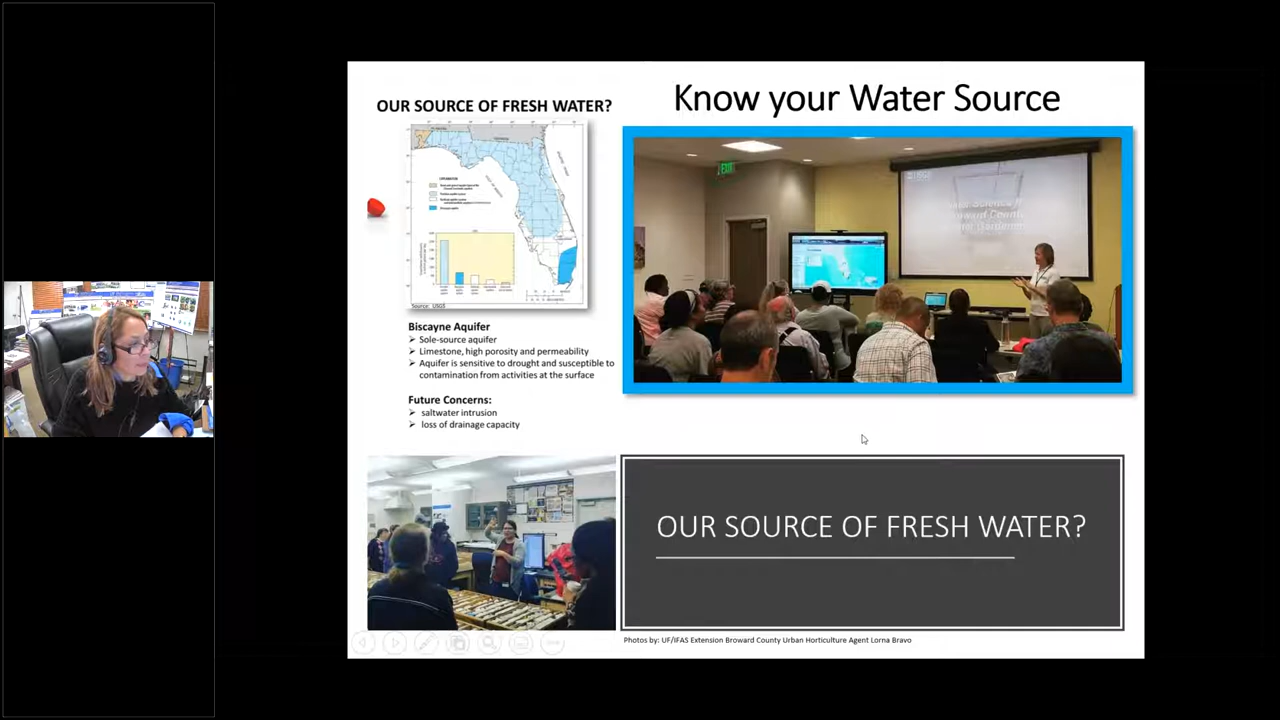 OUR SOURCE OF FRESH WATER?
Know your Water Source
EXIT
USGS
Source: USGS
Biscayne Aquifer
➢ Sole-source aquifer
➢ Limestone, high porosity and permeability
➢ Aquifer is sensitive to drought and susceptible to
contamination from activities at the surface
Future Concerns:
➢ saltwater intrusion
➢ loss of drainage capacity
OUR SOURCE OF FRESH WATER?
Photos by: UF/IFAS Extension Broward County Urban Horticulture Agent Lorna Bravo